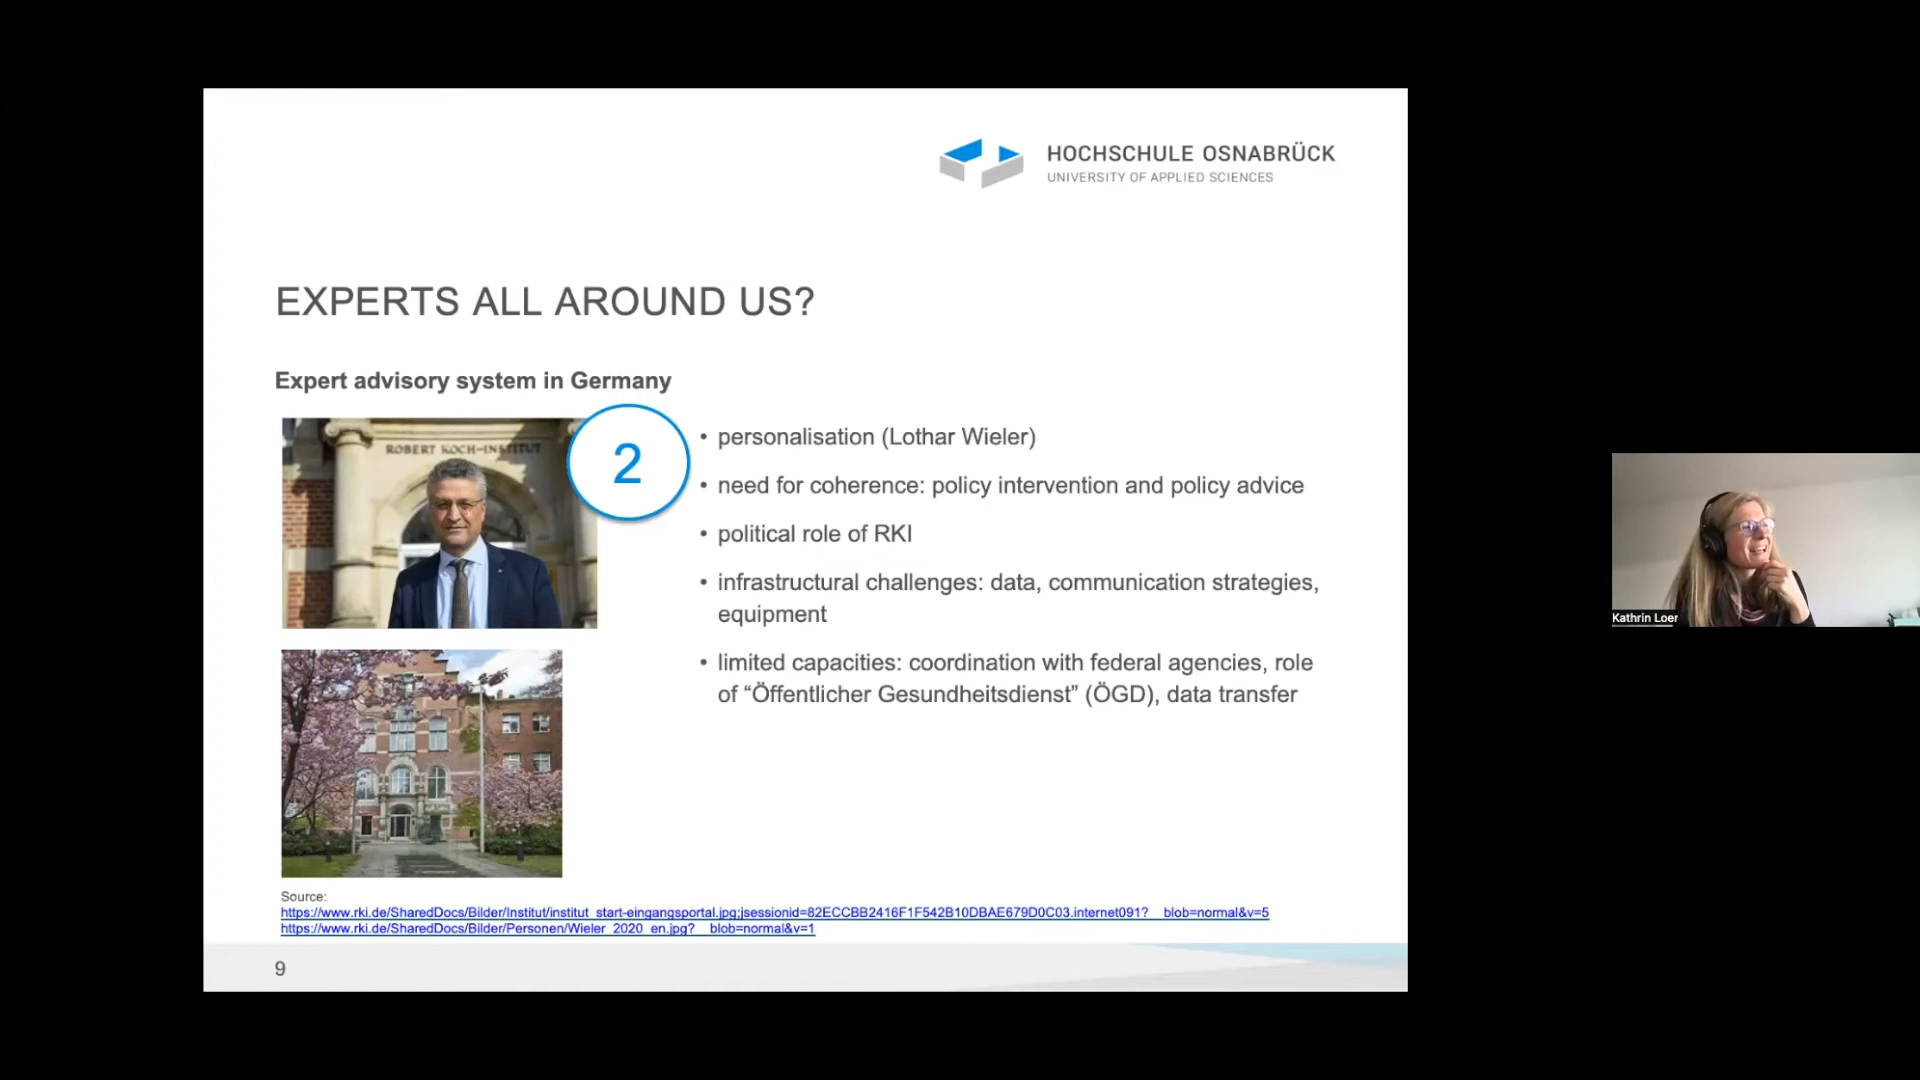 HOCHSCHULE OSNABRÜCK
UNIVERSITY OF APPLIED SCIENCES
EXPERTS ALL AROUND US?
Expert advisory system in Germany
ROBERT KOCH-INSTITUT
2
• personalisation (Lothar Wieler)
• need for coherence: policy intervention and policy advice
• political role of RKI
• infrastructural challenges: data, communication strategies,
equipment
• limited capacities: coordination with federal agencies, role
of “Öffentlicher Gesundheitsdienst” (ÖGD), data transfer
Kathrin Loer
Source:
https://www.rki.de/SharedDocs/Bilder/Institut/institut_start-eingangsportal.jpg;jsessionid=82ECCBB2416F1F542B10DBAE679D0C03.internet091?__blob=normal&v=5
https://www.rki.de/SharedDocs/Bilder/Personen/Wieler_2020_en.jpg?__blob=normal&v=1
9